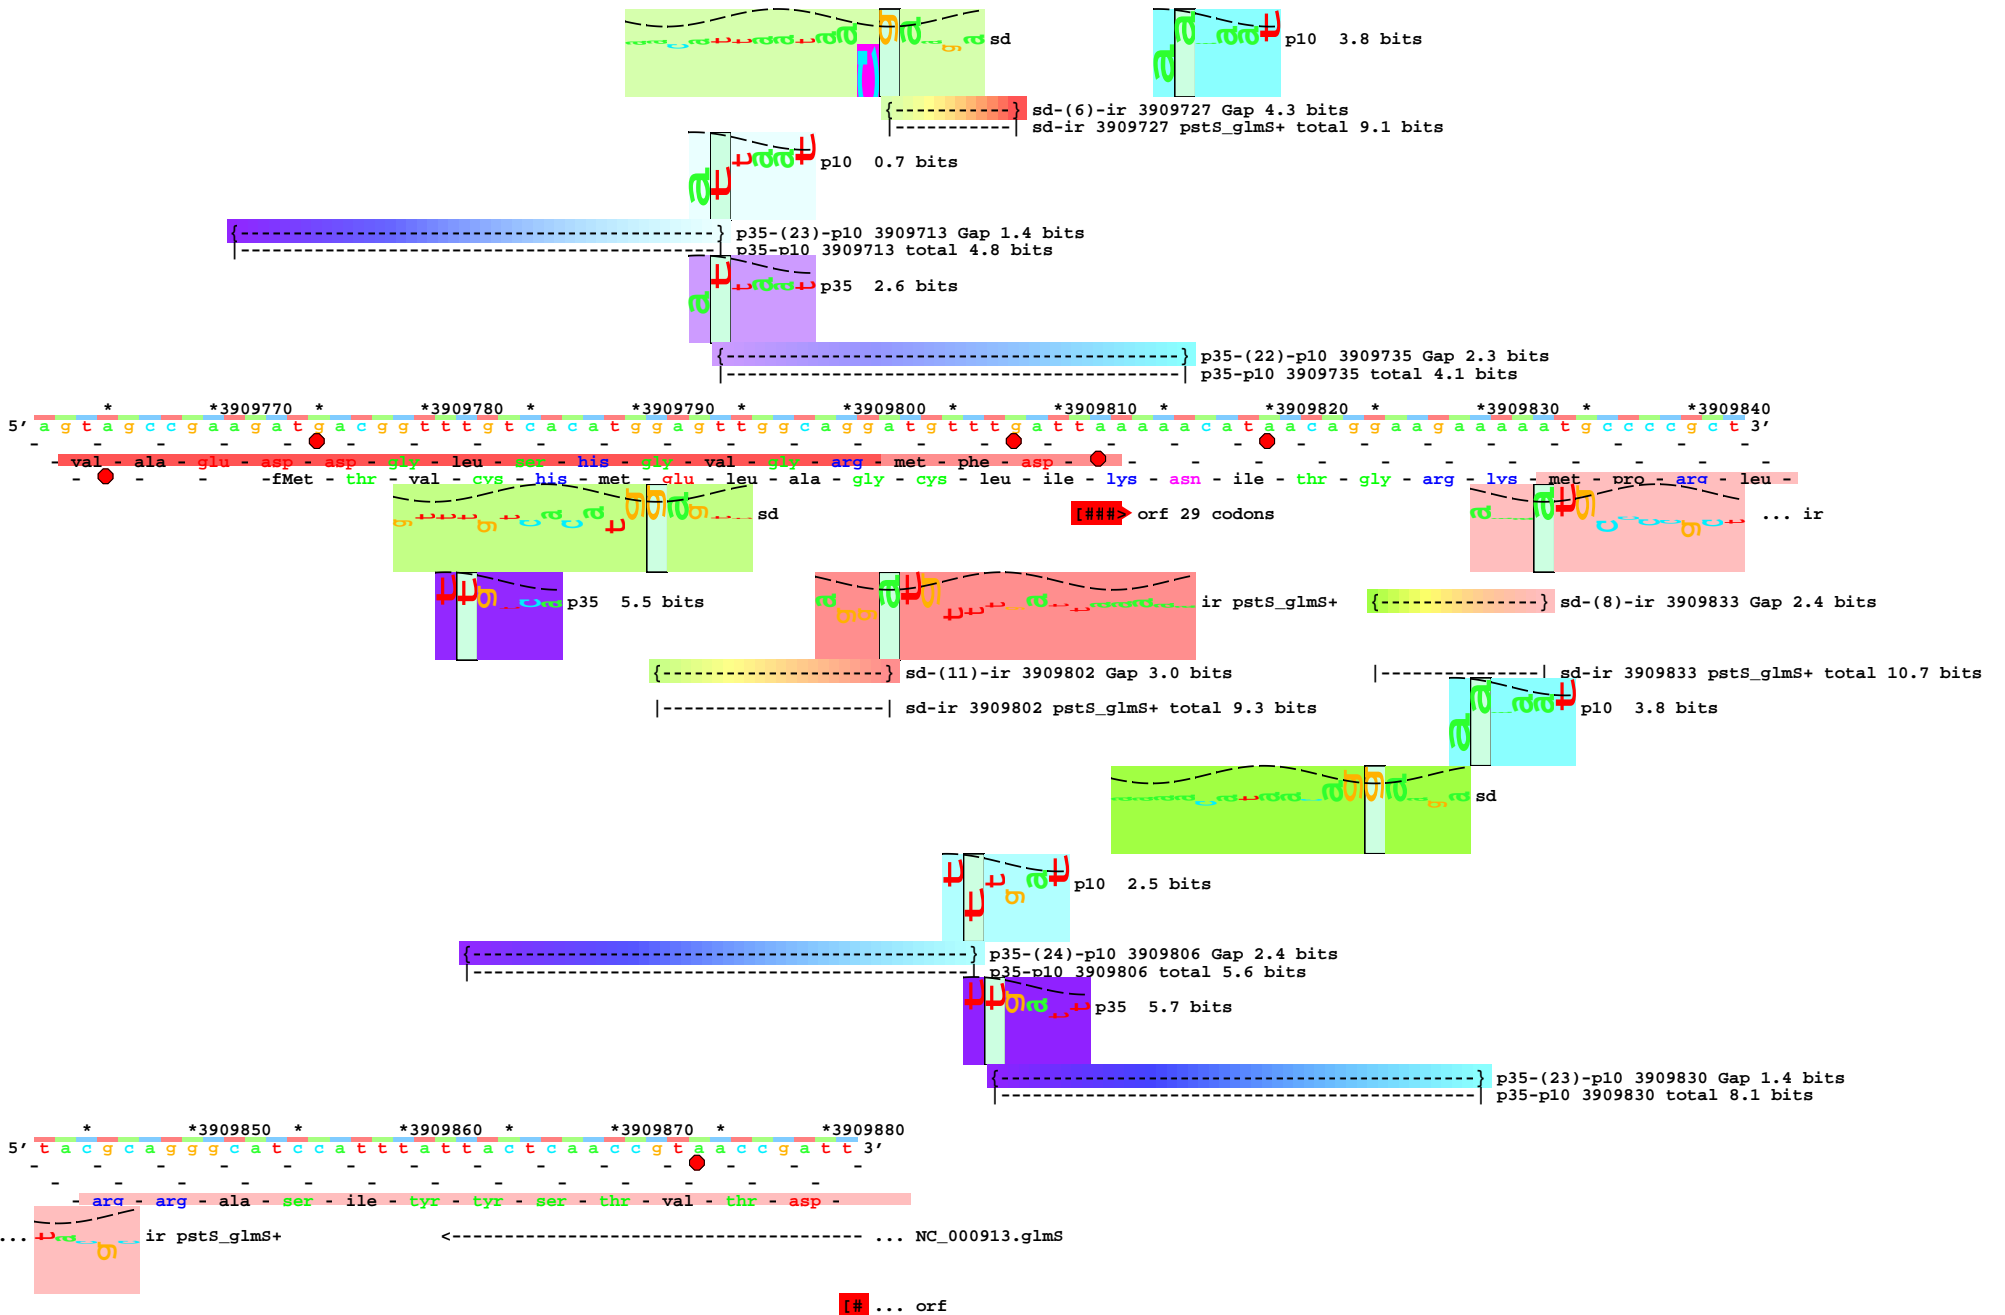 sd
p10 3.8 bits
{-----------} sd-(6)-ir 3909727 Gap 4.3 bits
|-----------| sd-ir 3909727 pstS_glmS+ total 9.1 bits
p10 0.7 bits
p35-(23)-p10 3909713 Gap 1.4 bits
p35-p10 3909713 total 4.8 bits
p35 2.6 bits
p35-(22)-p10 3909735 Gap 2.3 bits
p35-p10 3909735 total 4.1 bits
* *3909770 * *3909780 * *3909790 * *3909800 * *3909810 * *3909820 * *3909830 * *3909840
5' a g t a g c c g a a g a t g a c g g t t t g t c a c a t g g a g t t g g c a g g a t g t t t g a t t a a a a a c a t a a c a g g a a g a a a a a t g c c c c g c t 3'
- val - ala - glu - asp - asp - gly - leu - ser - his - gly - val - gly - arg - met - phe - asp -
-fMet - thr - val - cys - his - met - glu - leu - ala - gly - cys - leu - ile - lys - asn - ile - thr - gly - arg - lys - met - pro - arg - leu -
sd
[###> orf 29 codons
... ir
p35 5.5 bits
ir pstS_glmS+
sd-(8)-ir 3909833 Gap 2.4 bits
sd-(11)-ir 3909802 Gap 3.0 bits
sd-ir 3909833 pstS_glmS+ total 10.7 bits
sd-ir 3909802 pstS_glmS+ total 9.3 bits
p10 3.8 bits
sd
p10 2.5 bits
p35-(24)-p10 3909806 Gap 2.4 bits
p35-p10 3909806 total 5.6 bits
p35 5.7 bits
p35-(23)-p10 3909830 Gap 1.4 bits
p35-p10 3909830 total 8.1 bits
* *3909850 * *3909860 * *3909870 * *3909880
5' t a c g c a g g g c a t c c a t t t a t t a c t c a a c c g t a a c c g a t t 3'
- arg - arg - ala - ser - ile - tyr - tyr - ser - thr - val - thr - asp -
... ir pstS_glmS+
<--------------------------------------- ... NC_000913.glmS
[# ... orf